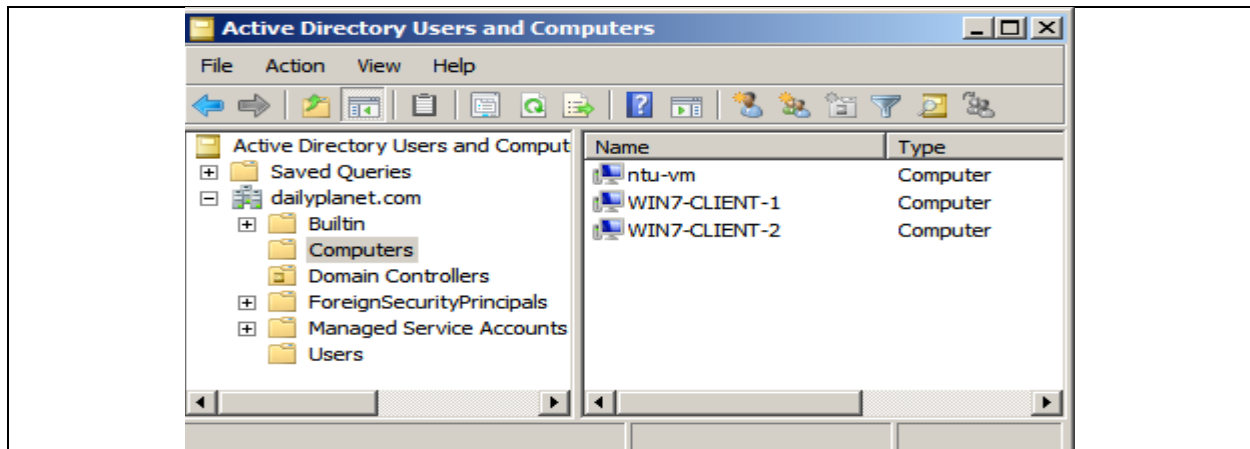 Active Directory Users and Computers
File Action View Help
Active Directory Users and Comput
Saved Queries
dailyplanet.com
Builtin
Computers
Domain Controllers
ForeignSecurityPrincipals
Managed Service Accounts
Users
Name Type
ntu-vm Computer
WIN7-CLIENT-1 Computer
WIN7-CLIENT-2 Computer